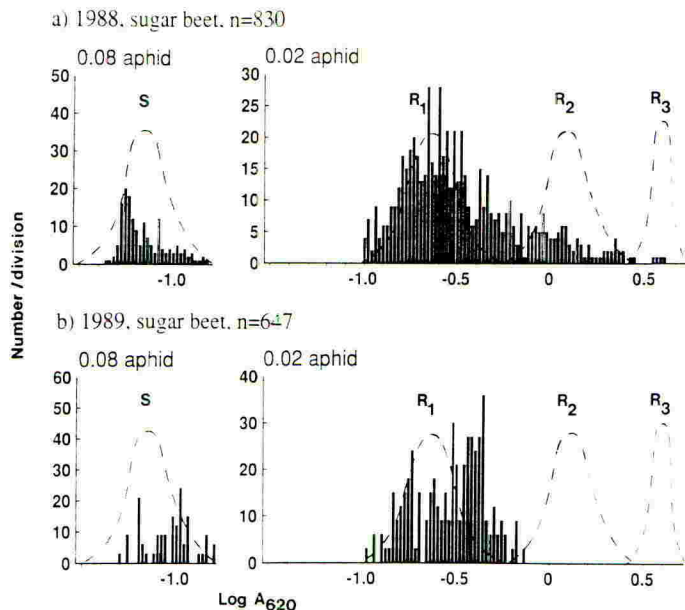 a) 1988, sugar beet, n=830
0.08 aphid
0.02 aphid
50
40
30
20
10
0
S
30
25
20
15
10
5
0
R1
R2
R3
-1.0
-1.0
-0.5
0
0.5
Number/division
b) 1989, sugar beet, n=647
0.08 aphid
0.02 aphid
60
50
40
30
20
10
0
S
50
40
30
20
10
0
R1
R2
R3
-1.0
-1.0
-0.5
0
0.5
Log A620